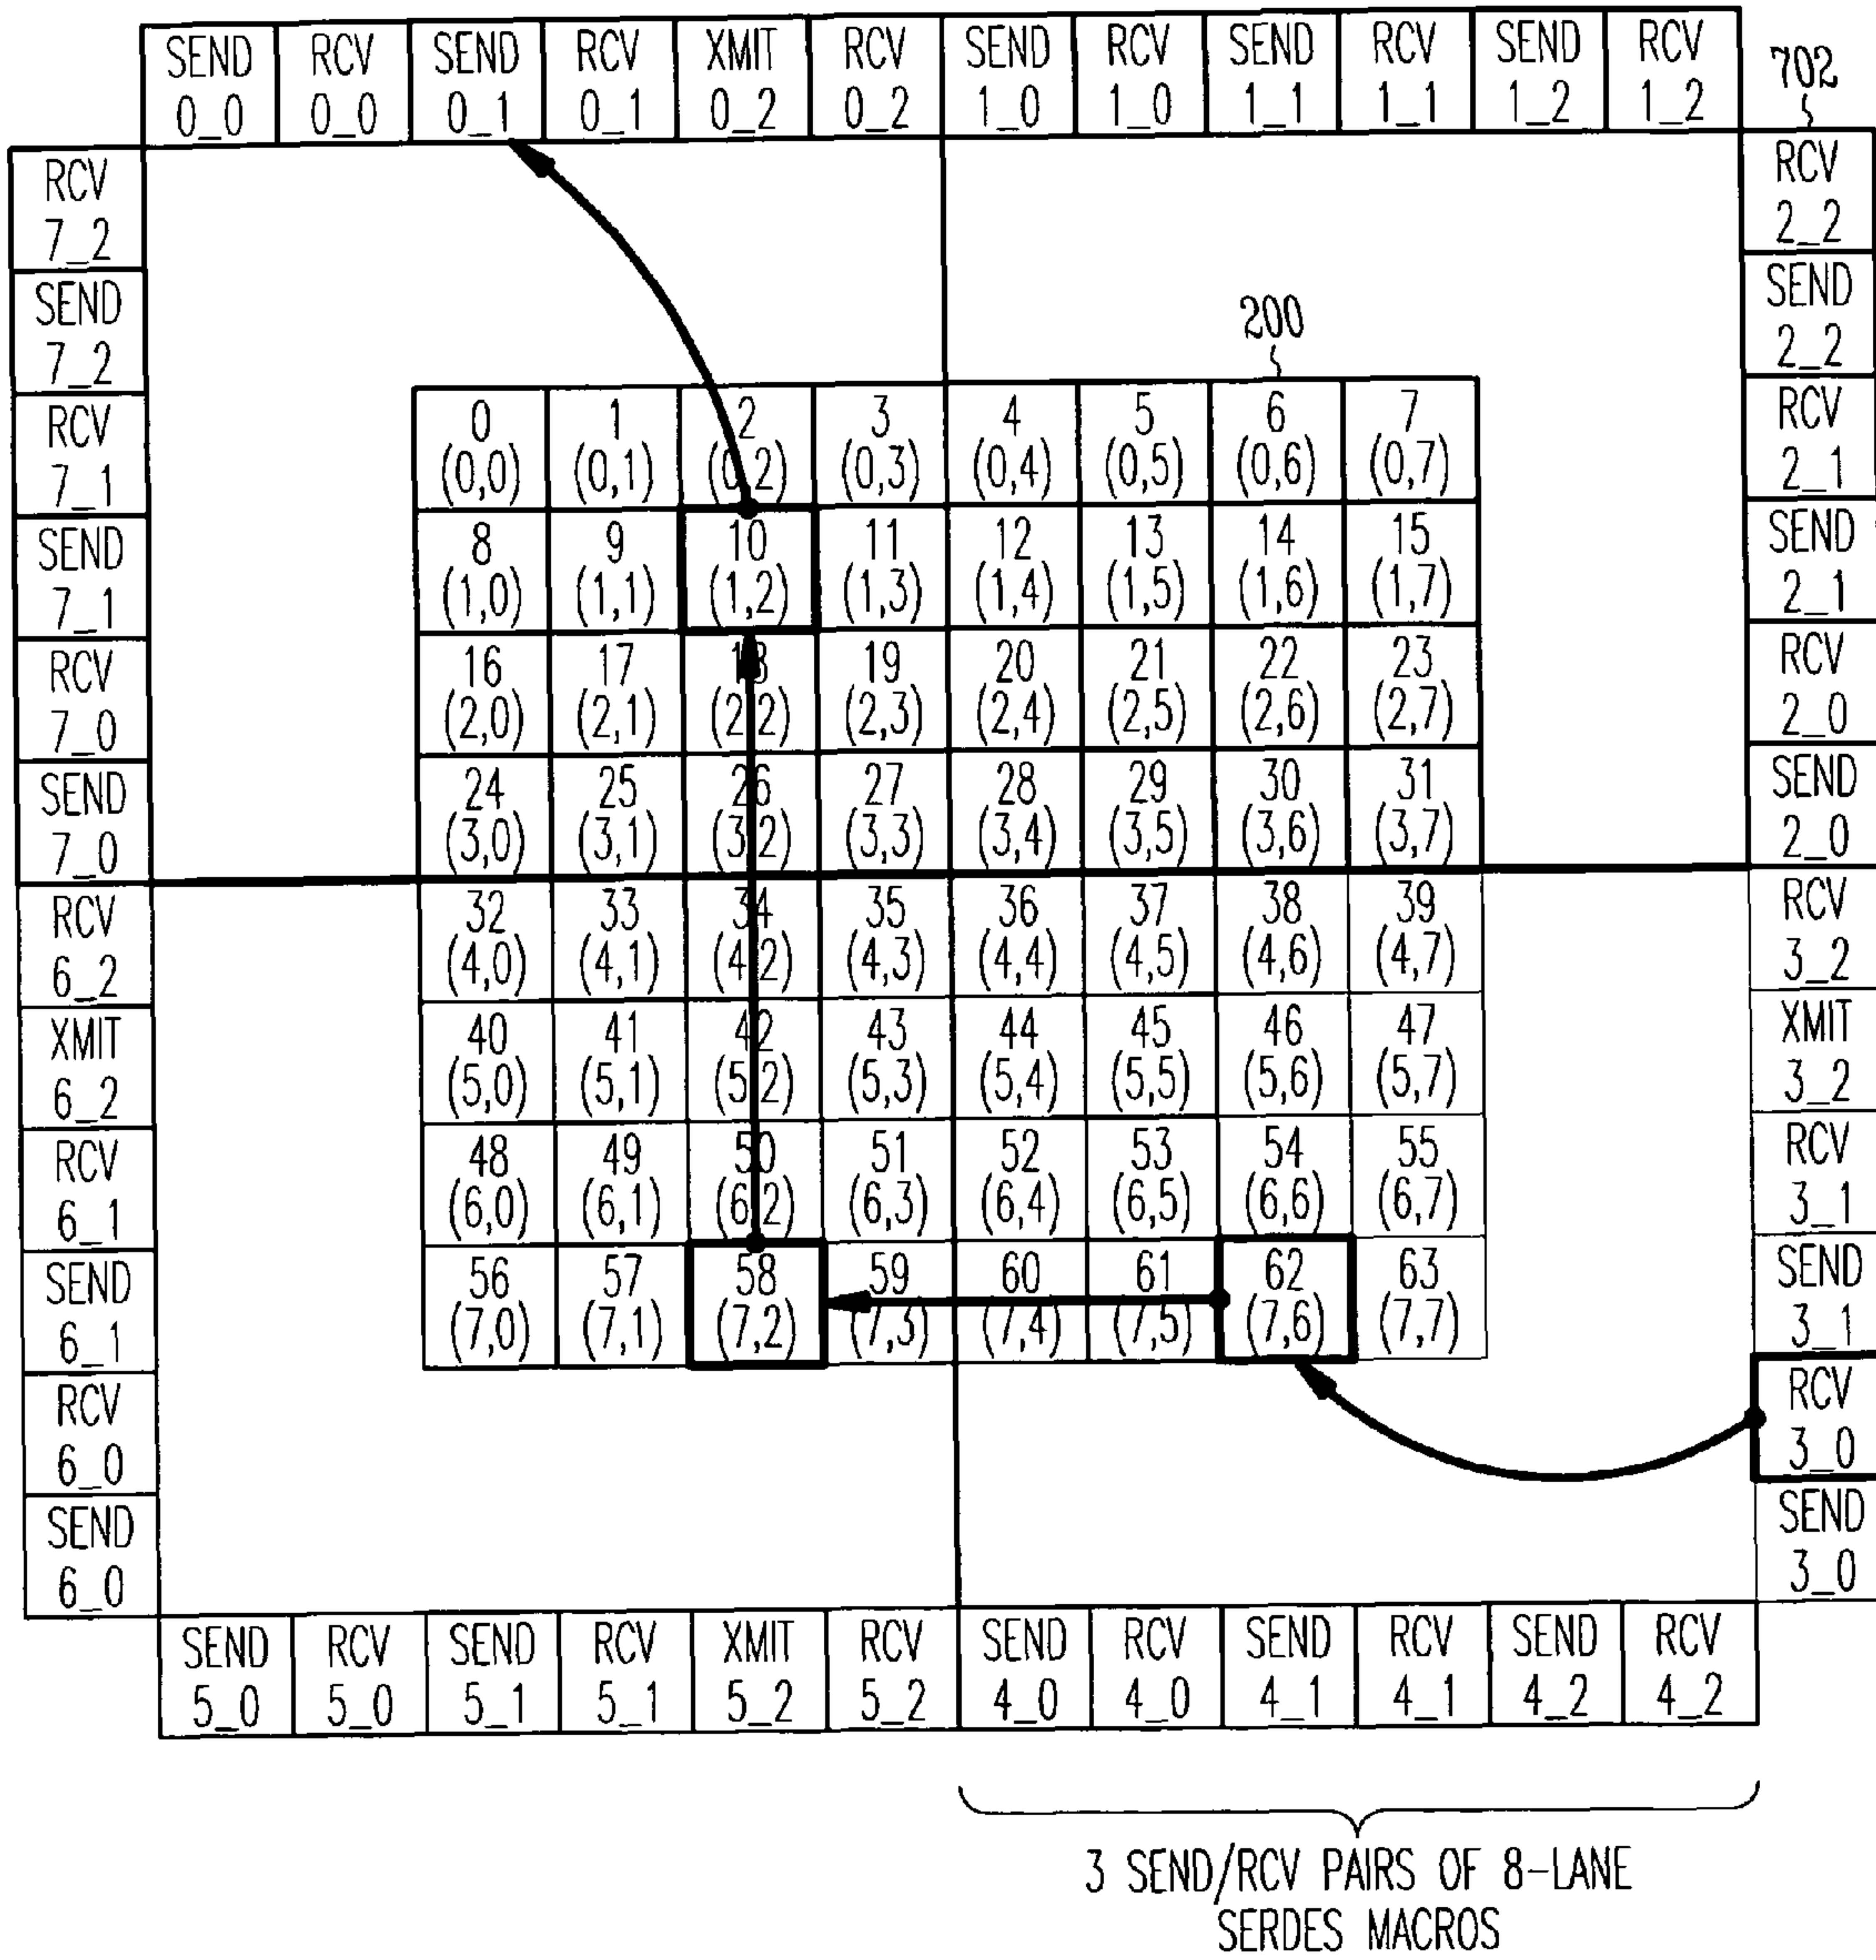 SEND RCV SEND RCV XMIT RCV SEND RCV SEND RCV SEND RCV
0_0 0_0 0_1 0_1 0_2 0_2 1_0 1_0 1_1 1_1 1_2 1_2
702
RCV
7_2
SEND
7_2
RCV
7_1
SEND
7_1
RCV
7_0
SEND
7_0
RCV
6_2
XMIT
6_2
RCV
6_1
SEND
6_1
RCV
6_0
SEND
6_0
200
0 1 2 3 4 5 6 7
(0,0) (0,1) (0,2) (0,3) (0,4) (0,5) (0,6) (0,7)
8 9 10 11 12 13 14 15
(1,0) (1,1) (1,2) (1,3) (1,4) (1,5) (1,6) (1,7)
16 17 18 19 20 21 22 23
(2,0) (2,1) (2,2) (2,3) (2,4) (2,5) (2,6) (2,7)
24 25 26 27 28 29 30 31
(3,0) (3,1) (3,2) (3,3) (3,4) (3,5) (3,6) (3,7)
32 33 34 35 36 37 38 39
(4,0) (4,1) (4,2) (4,3) (4,4) (4,5) (4,6) (4,7)
40 41 42 43 44 45 46 47
(5,0) (5,1) (5,2) (5,3) (5,4) (5,5) (5,6) (5,7)
48 49 50 51 52 53 54 55
(6,0) (6,1) (6,2) (6,3) (6,4) (6,5) (6,6) (6,7)
56 57 58 59 60 61 62 63
(7,0) (7,1) (7,2) (7,3) (7,4) (7,5) (7,6) (7,7)
RCV
2_2
SEND
2_2
RCV
2_1
SEND
2_1
RCV
2_0
SEND
2_0
RCV
3_2
XMIT
3_2
RCV
3_1
SEND
3_1
RCV
3_0
SEND
3_0
SEND RCV SEND RCV XMIT RCV SEND RCV SEND RCV SEND RCV
5_0 5_0 5_1 5_1 5_2 5_2 4_0 4_0 4_1 4_1 4_2 4_2
3 SEND/RCV PAIRS OF 8-LANE
SERDES MACROS